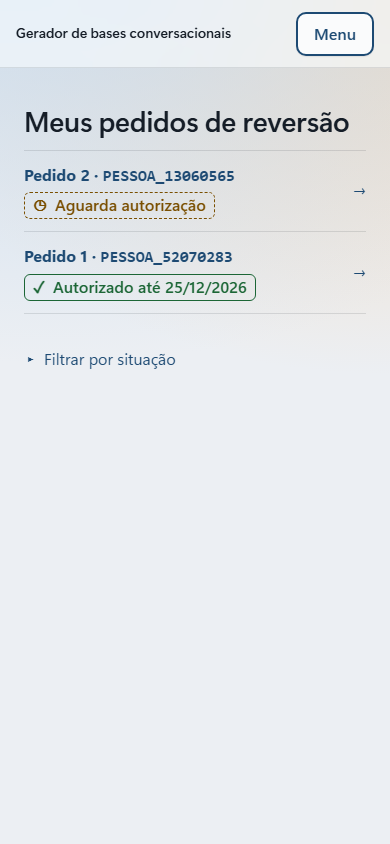 Gerador de bases conversacionais
Menu
Meus pedidos de reversão
Pedido 2 · PESSOA_13060565
Aguarda autorização
→
Pedido 1 · PESSOA_52070283
✓ Autorizado até 25/12/2026
→
▸ Filtrar por situação